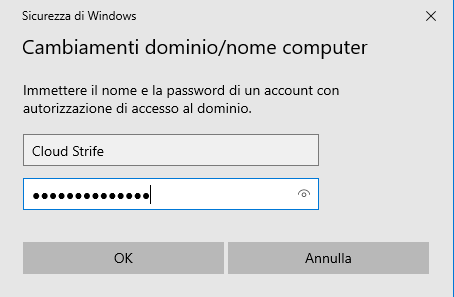 Sicurezza di Windows
Cambiamenti dominio/nome computer
Immettere il nome e la password di un account con
autorizzazione di accesso al dominio.
Cloud Strife
●●●●●●●●●●●●●●
OK Annulla